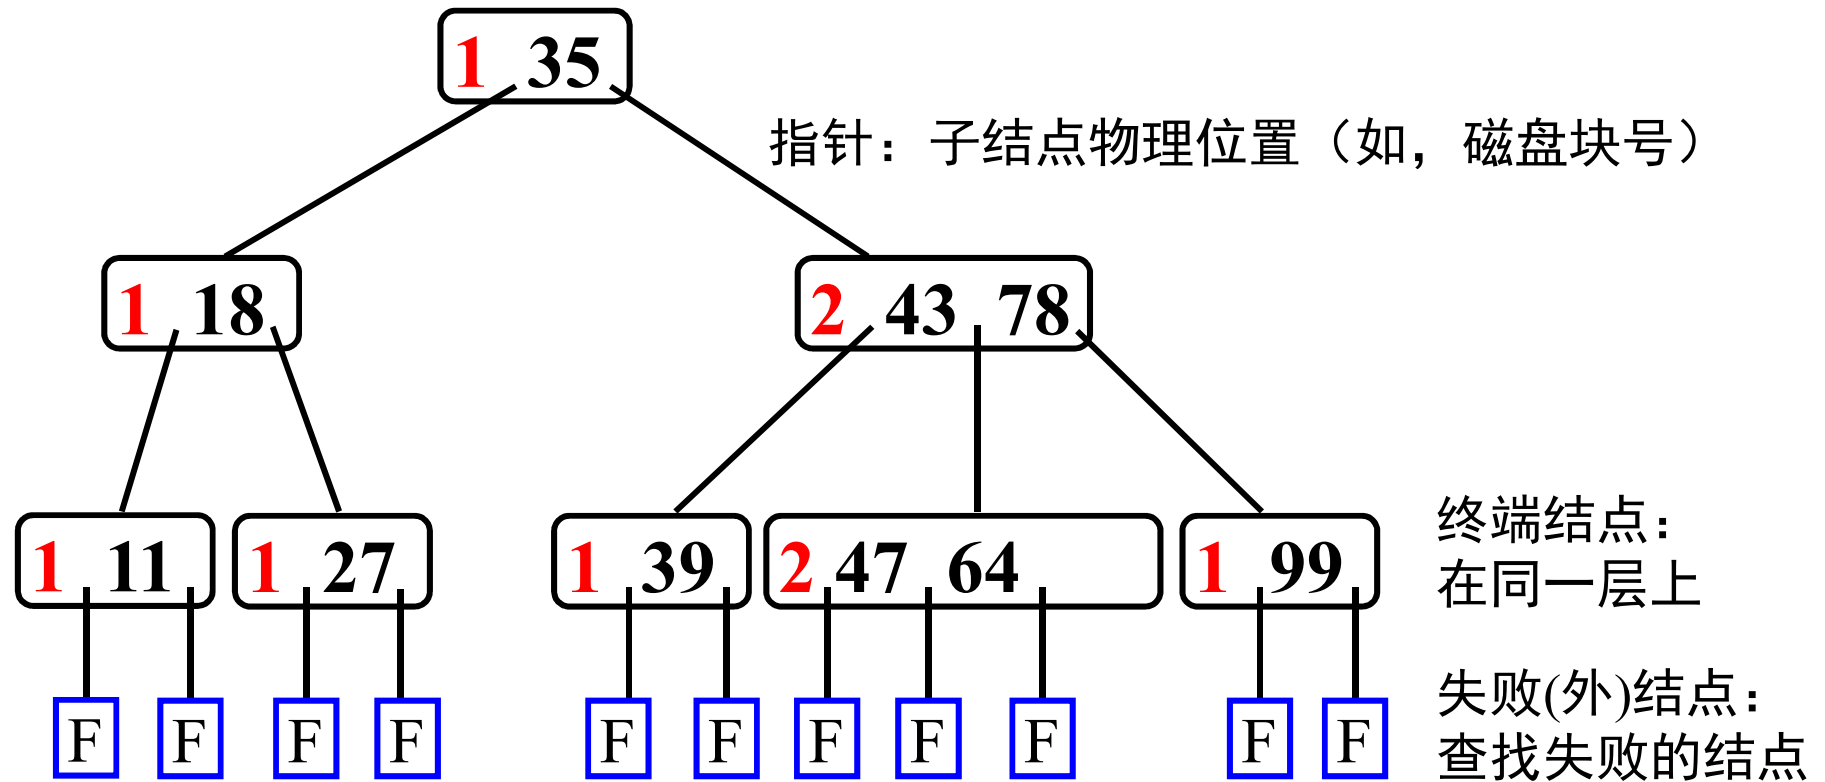 1 35
指针：子结点物理位置（如，磁盘块号）
1 18
2 43 78
1 11
1 27
1 39
2 47 64
1 99
终端结点：
在同一层上
F F F F F F F F F F F
失败(外)结点：
查找失败的结点